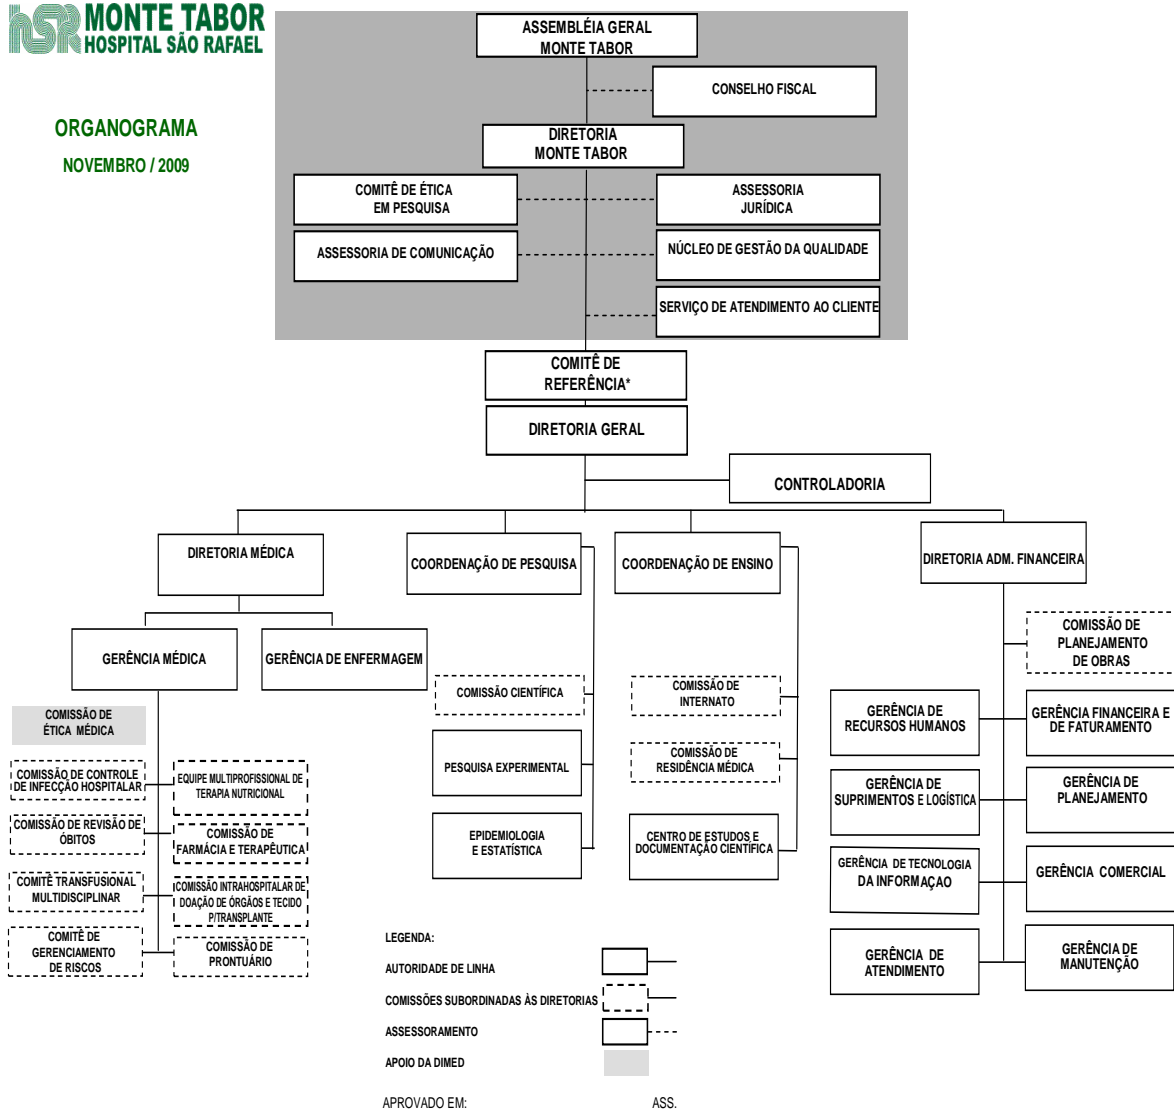 hSR MONTE TABOR
HOSPITAL SÃO RAFAEL
ORGANOGRAMA
NOVEMBRO / 2009
ASSEMBLÉIA GERAL
MONTE TABOR
CONSELHO FISCAL
DIRETORIA
MONTE TABOR
COMITÊ DE ÉTICA
EM PESQUISA
ASSESSORIA
JURÍDICA
ASSESSORIA DE COMUNICAÇÃO
NÚCLEO DE GESTÃO DA QUALIDADE
SERVIÇO DE ATENDIMENTO AO CLIENTE
COMITÊ DE
REFERÊNCIA*
DIRETORIA GERAL
CONTROLADORIA
DIRETORIA MÉDICA
COORDENAÇÃO DE PESQUISA
COORDENAÇÃO DE ENSINO
DIRETORIA ADM. FINANCEIRA
GERÊNCIA MÉDICA
GERÊNCIA DE ENFERMAGEM
COMISSÃO DE
ÉTICA MÉDICA
COMISSÃO DE CONTROLE
DE INFECÇÃO HOSPITALAR
EQUIPE MULTIPROFISSIONAL DE
TERAPIA NUTRICIONAL
COMISSÃO DE REVISÃO DE
ÓBITOS
COMISSÃO DE
FARMÁCIA E TERAPÊUTICA
COMITÊ TRANSFUSIONAL
MULTIDISCIPLINAR
COMISSÃO INTRAHOSPITALAR DE
DOAÇÃO DE ÓRGÃOS E TECIDO
P/TRANSPLANTE
COMITÊ DE
GERENCIAMENTO
DE RISCOS
COMISSÃO DE
PRONTUÁRIO
COMISSÃO CIENTÍFICA
PESQUISA EXPERIMENTAL
EPIDEMIOLOGIA
E ESTATÍSTICA
COMISSÃO DE
INTERNATO
COMISSÃO DE
RESIDÊNCIA MÉDICA
CENTRO DE ESTUDOS E
DOCUMENTAÇÃO CIENTÍFICA
COMISSÃO DE
PLANEJAMENTO
DE OBRAS
GERÊNCIA DE
RECURSOS HUMANOS
GERÊNCIA FINANCEIRA E
DE FATURAMENTO
GERÊNCIA DE
SUPRIMENTOS E LOGÍSTICA
GERÊNCIA DE
PLANEJAMENTO
GERÊNCIA DE TECNOLOGIA
DA INFORMAÇAO
GERÊNCIA COMERCIAL
GERÊNCIA DE
ATENDIMENTO
GERÊNCIA DE
MANUTENÇÃO
LEGENDA:
AUTORIDADE DE LINHA
COMISSÕES SUBORDINADAS ÀS DIRETORIAS
ASSESSORAMENTO
APOIO DA DIMED
APROVADO EM: ASS.